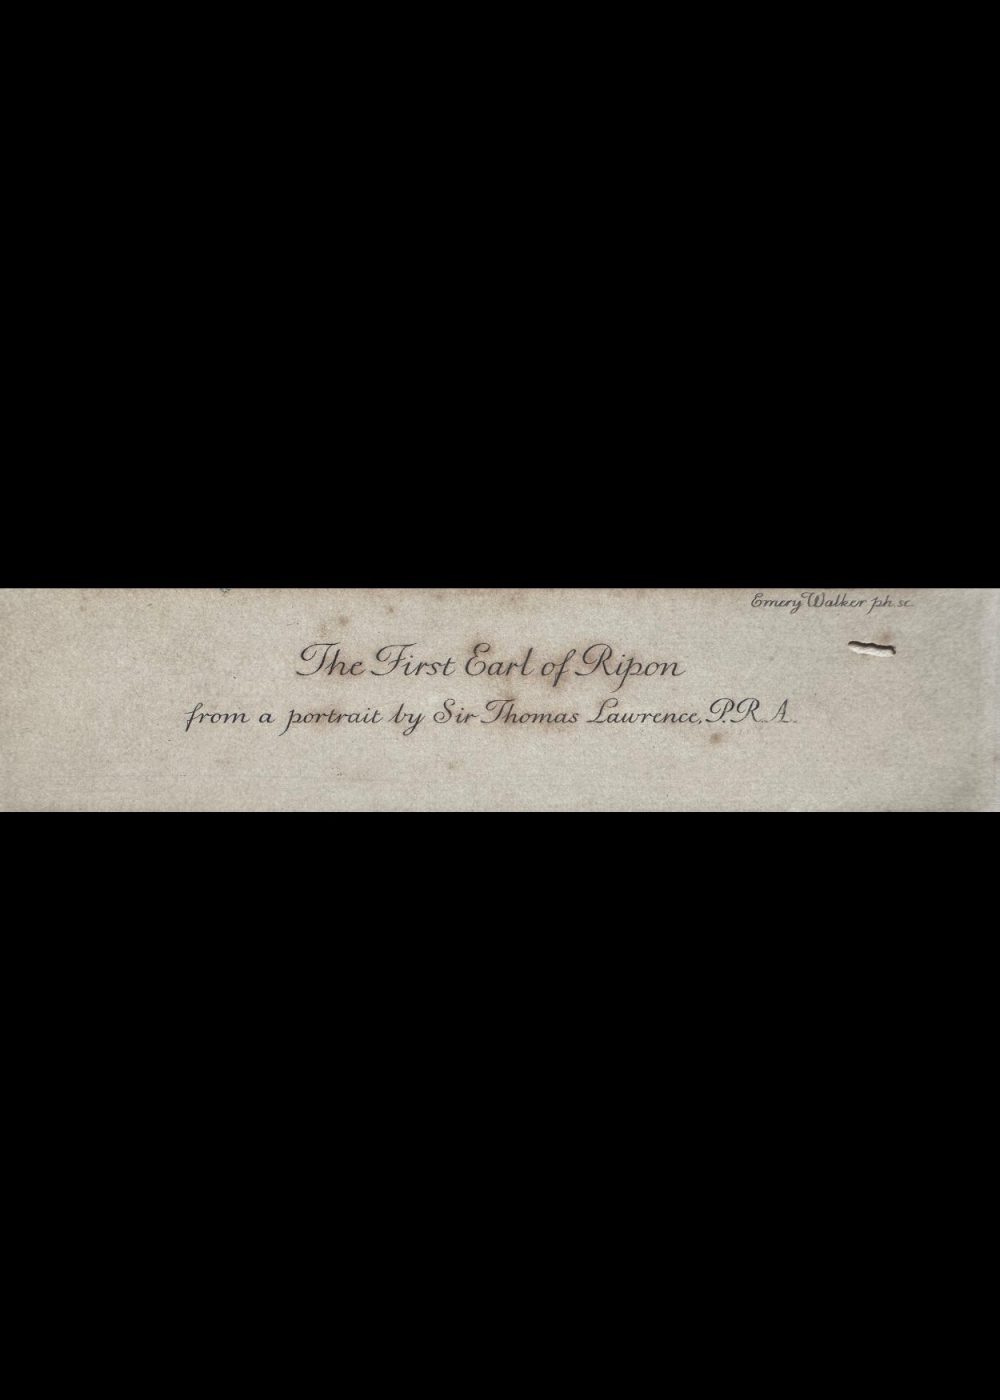 Emery Walker ph. sc.
The First Earl of Ripon
from a portrait by Sir Thomas Lawrence, P.R.A.